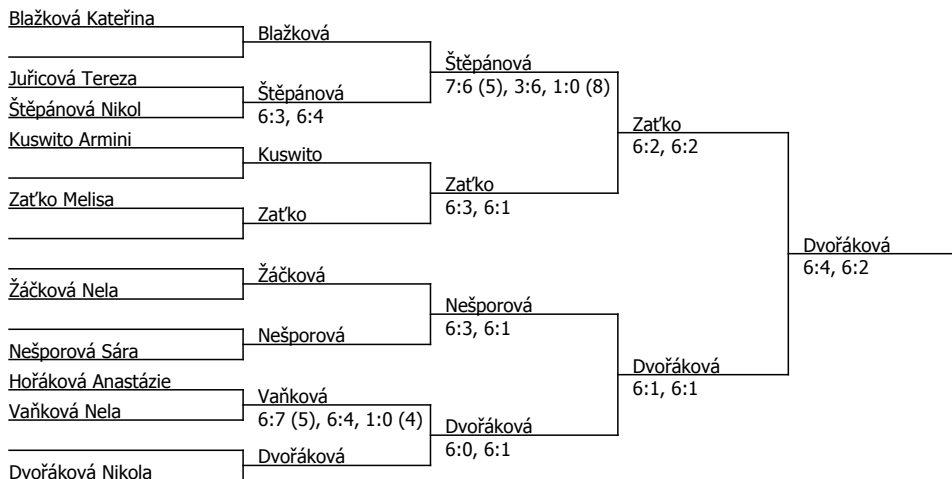 Blažková Kateřina
Juřicová Tereza
Štěpánová Nikol
Kuswito Armini
Zaťko Melisa
Žáčková Nela
Nešporová Sára
Hořáková Anastázie
Vaňková Nela
Dvořáková Nikola
Blažková
Štěpánová
6:3, 6:4
Kuswito
Zaťko
Žáčková
Nešporová
Vaňková
6:7 (5), 6:4, 1:0 (4)
Dvořáková
Štěpánová
7:6 (5), 3:6, 1:0 (8)
Zaťko
6:3, 6:1
Nešporová
6:3, 6:1
Dvořáková
6:0, 6:1
Zaťko
6:2, 6:2
Dvořáková
6:1, 6:1
Dvořáková
6:4, 6:2